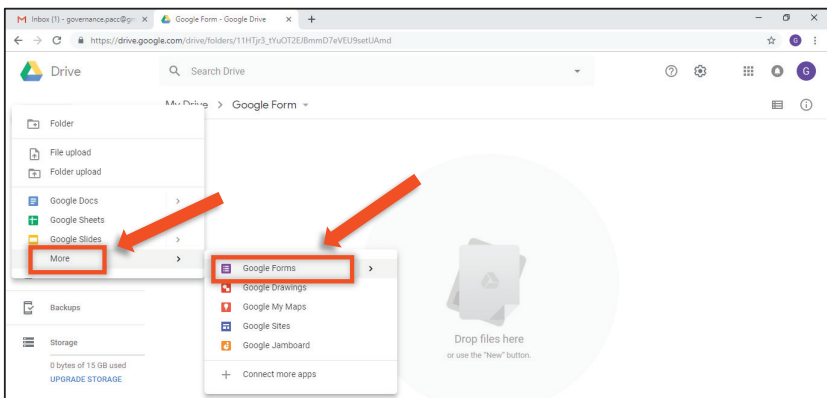 Inbox (1) - governance.pacc@gm
Google Form - Google Drive
https://drive.google.com/drive/folders/11HTjr3_tYuOT2EJBmmD7eVEU9setUAmd
G
Drive
Search Drive
G
My Drive > Google Form
Folder
File upload
Folder upload
Google Docs >
Google Sheets
Google Slides >
More >
Google Forms >
Google Drawings
Google My Maps
Google Sites
Google Jamboard
+ Connect more apps
Backups
Storage
0 bytes of 15 GB used
UPGRADE STORAGE
Drop files here
or use the "New" button.